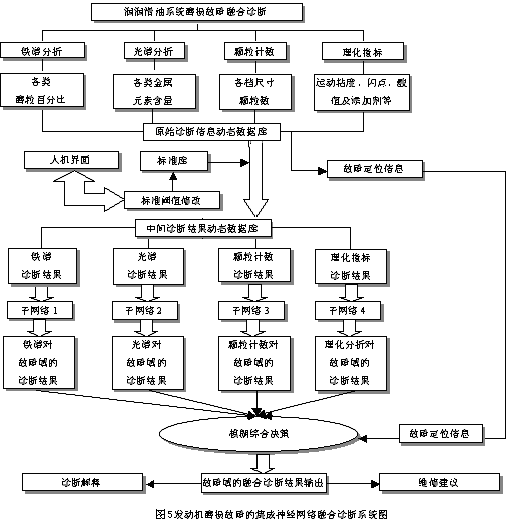 润润滑油系统磨损故障融合诊断
铁谱分析
光谱分析
颗粒计数
理化指标
各类
磨粒百分比
各类金属
元素含量
各档尺寸
颗粒数
运动粘度、闪点、酸
值及添加剂等
原始诊断信息动态数据库
人机界面
标准库
故障定位信息
标准阈值修改
中间诊断结果动态数据库
铁谱
诊断结果
光谱
诊断结果
颗粒计数
诊断结果
理化指标
诊断结果
子网络1
子网络2
子网络3
子网络4
铁谱对
故障域的
诊断结果
光谱对
故障域的
诊断结果
颗粒计数对
故障域的
诊断结果
理化分析对
故障域的
诊断结果
模糊综合决策
故障定位信息
诊断解释
故障域的融合诊断结果输出
维修建议
图5发动机磨损故障的集成神经网络融合诊断系统图